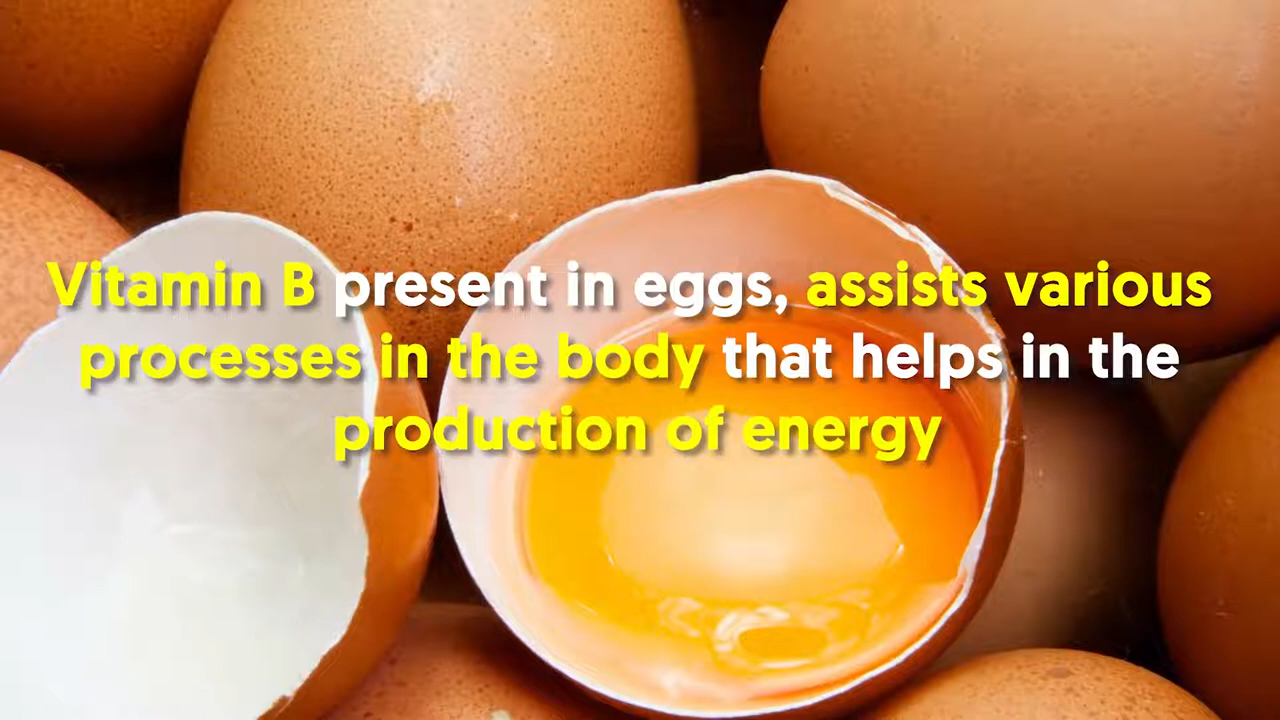 Vitamin B present in eggs, assists various
processes in the body that helps in the
production of energy